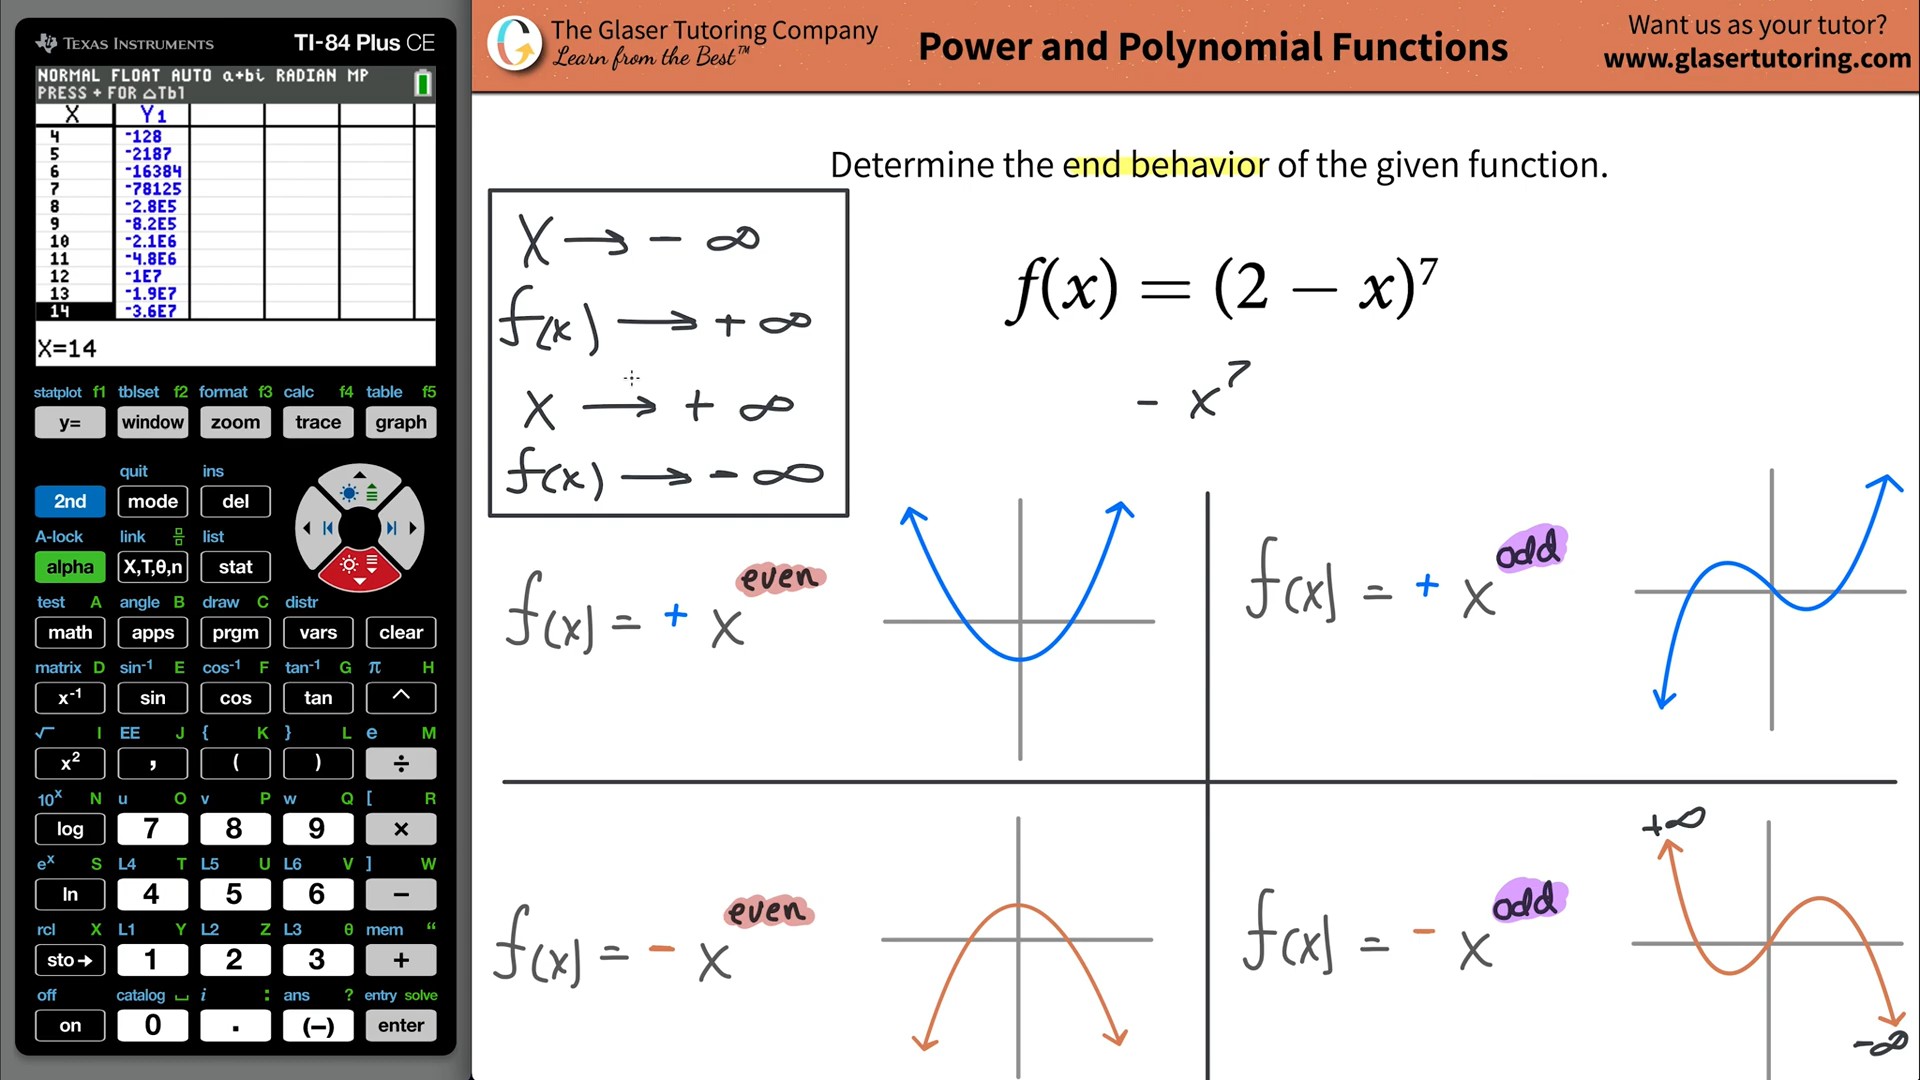 TEXAS INSTRUMENTS TI-84 Plus CE
NORMAL FLOAT AUTO a+bi RADIAN MP
PRESS + FOR △Tbl
X Y1
4 -128
5 -2187
6 -16384
7 -78125
8 -2.8E5
9 -8.2E5
10 -2.1E6
11 -4.8E6
12 -1E7
13 -1.9E7
14 -3.6E7
X=14
statplot f1 tblset f2 format f3 calc f4 table f5
y= window zoom trace graph
quit ins
2nd mode del
A-lock link list
alpha X,T,θ,n stat
test A angle B draw C distr
math apps prgm vars clear
matrix D sin⁻¹ E cos⁻¹ F tan⁻¹ G π H
x⁻¹ sin cos tan ^
√ I EE J { K } L e M
x² , ( ) ÷
10ˣ N u O v P w Q [ R
log 7 8 9 ×
eˣ S L4 T L5 U L6 V ] W
ln 4 5 6 −
rcl X L1 Y L2 Z L3 θ mem “
sto→ 1 2 3 +
off catalog ⎵ i : ans ? entry solve
on 0 . (−) enter
The Glaser Tutoring Company
Learn from the Best™
Power and Polynomial Functions
Want us as your tutor?
www.glasertutoring.com
Determine the end behavior of the given function.
X → - ∞
f(x) → + ∞
X → + ∞
f(x) → - ∞
f(x) = (2 − x)⁷
- x⁷
f(x) = + x^even
f(x) = + x^odd
f(x) = - x^even
f(x) = - x^odd
+∞
-∞